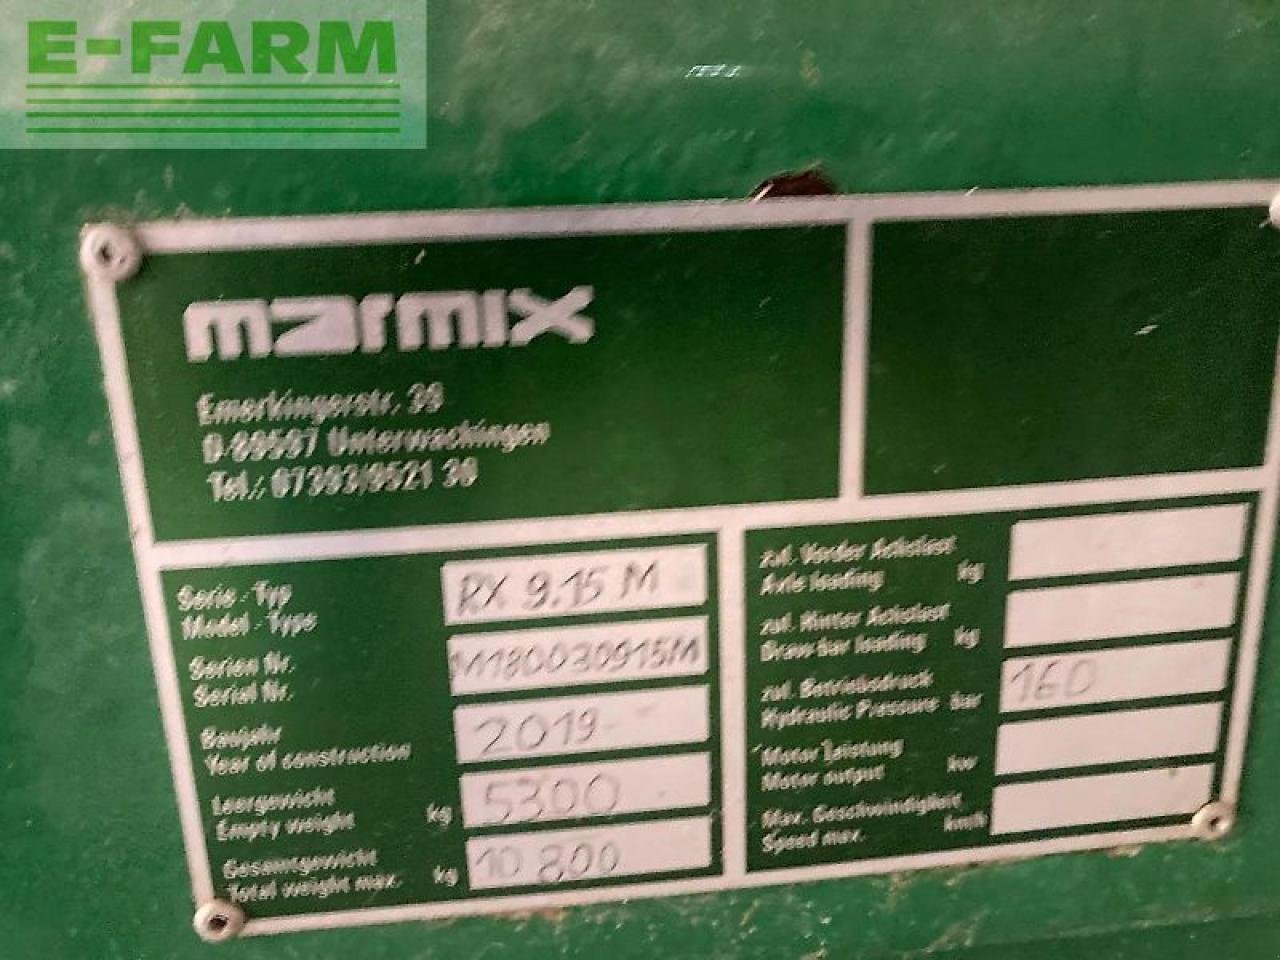 E-FARM
marmix
Emerkingerstr. 39
D-89597 Unterwachingen
Tel.: 07393/9521 30
Serie - Typ
Model - Type
RX 9.15 M
Serien Nr.
Serial Nr.
M180030915M
Baujahr
Year of construction
2019
Leergewicht
Empty weight kg
5300
Gesamtgewicht
Total weight max. kg
10 800
zul. Vorder Achslast
Axle loading kg
zul. Hinter Achslast
Draw bar loading kg
zul. Betriebsdruck
Hydraulic Pressure bar
160
Motor Leistung
Motor output kw
Max. Geschwindigkeit
Speed max. km/h